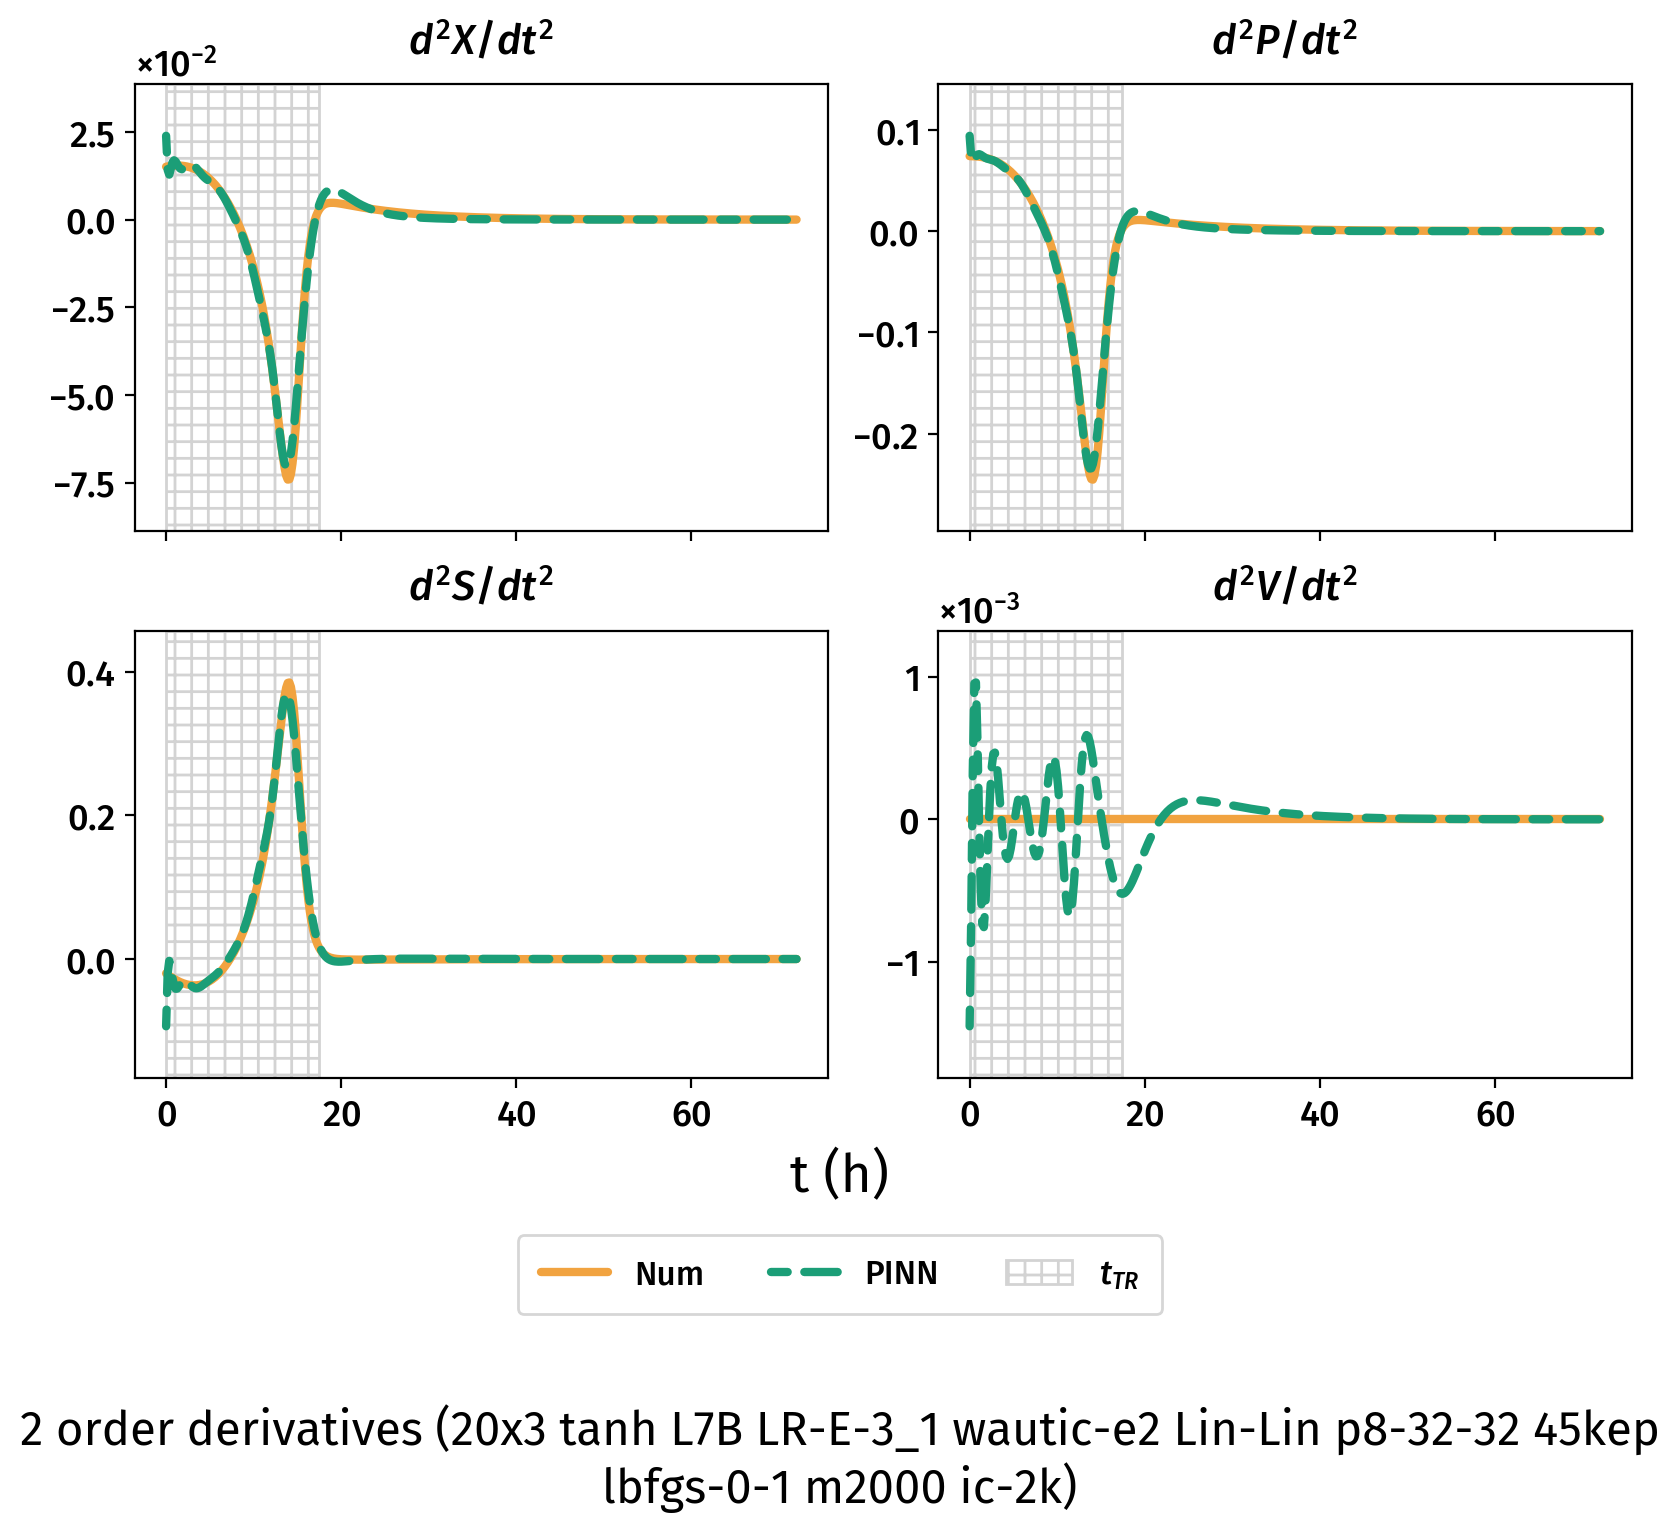 d²X/dt²
×10⁻²
2.5
0.0
−2.5
−5.0
−7.5
d²P/dt²
0.1
0.0
−0.1
−0.2
d²S/dt²
0.4
0.2
0.0
0 20 40 60
d²V/dt²
×10⁻³
1
0
−1
0 20 40 60
t (h)
Num PINN t_TR
2 order derivatives (20x3 tanh L7B LR-E-3_1 wautic-e2 Lin-Lin p8-32-32 45kep
lbfgs-0-1 m2000 ic-2k)